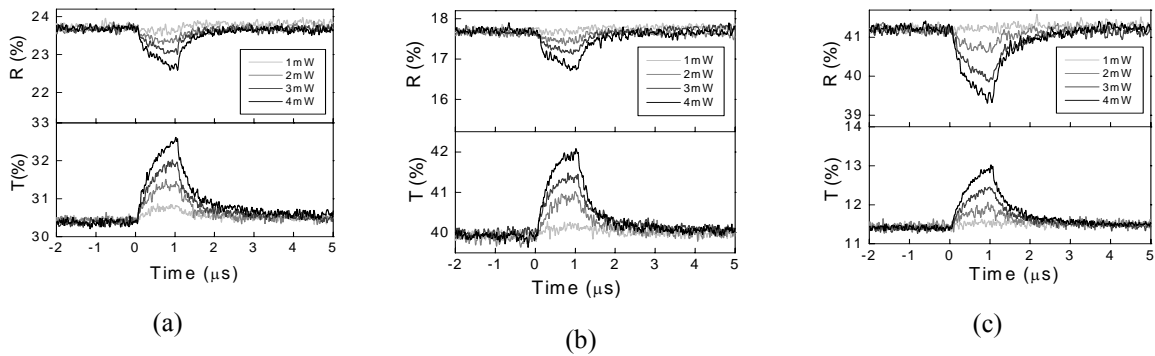 R (%)
24
23
22
1mW
2mW
3mW
4mW
T(%)
33
32
31
30
-2 -1 0 1 2 3 4 5
Time (μs)
(a)
R (%)
18
17
16
1mW
2mW
3mW
4mW
T (%)
42
41
40
-2 -1 0 1 2 3 4 5
Time (μs)
(b)
R (%)
41
40
39
1mW
2mW
3mW
4mW
T (%)
14
13
12
11
-2 -1 0 1 2 3 4 5
Time (μs)
(c)